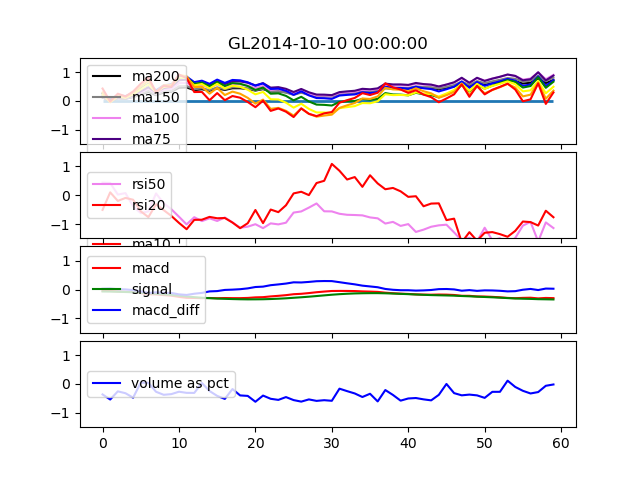 GL2014-10-10 00:00:00
1
0
−1
ma200
ma150
ma100
ma75
1
0
−1
rsi50
rsi20
ma10
1
0
−1
macd
signal
macd_diff
1
0
−1
volume as pct
0 10 20 30 40 50 60